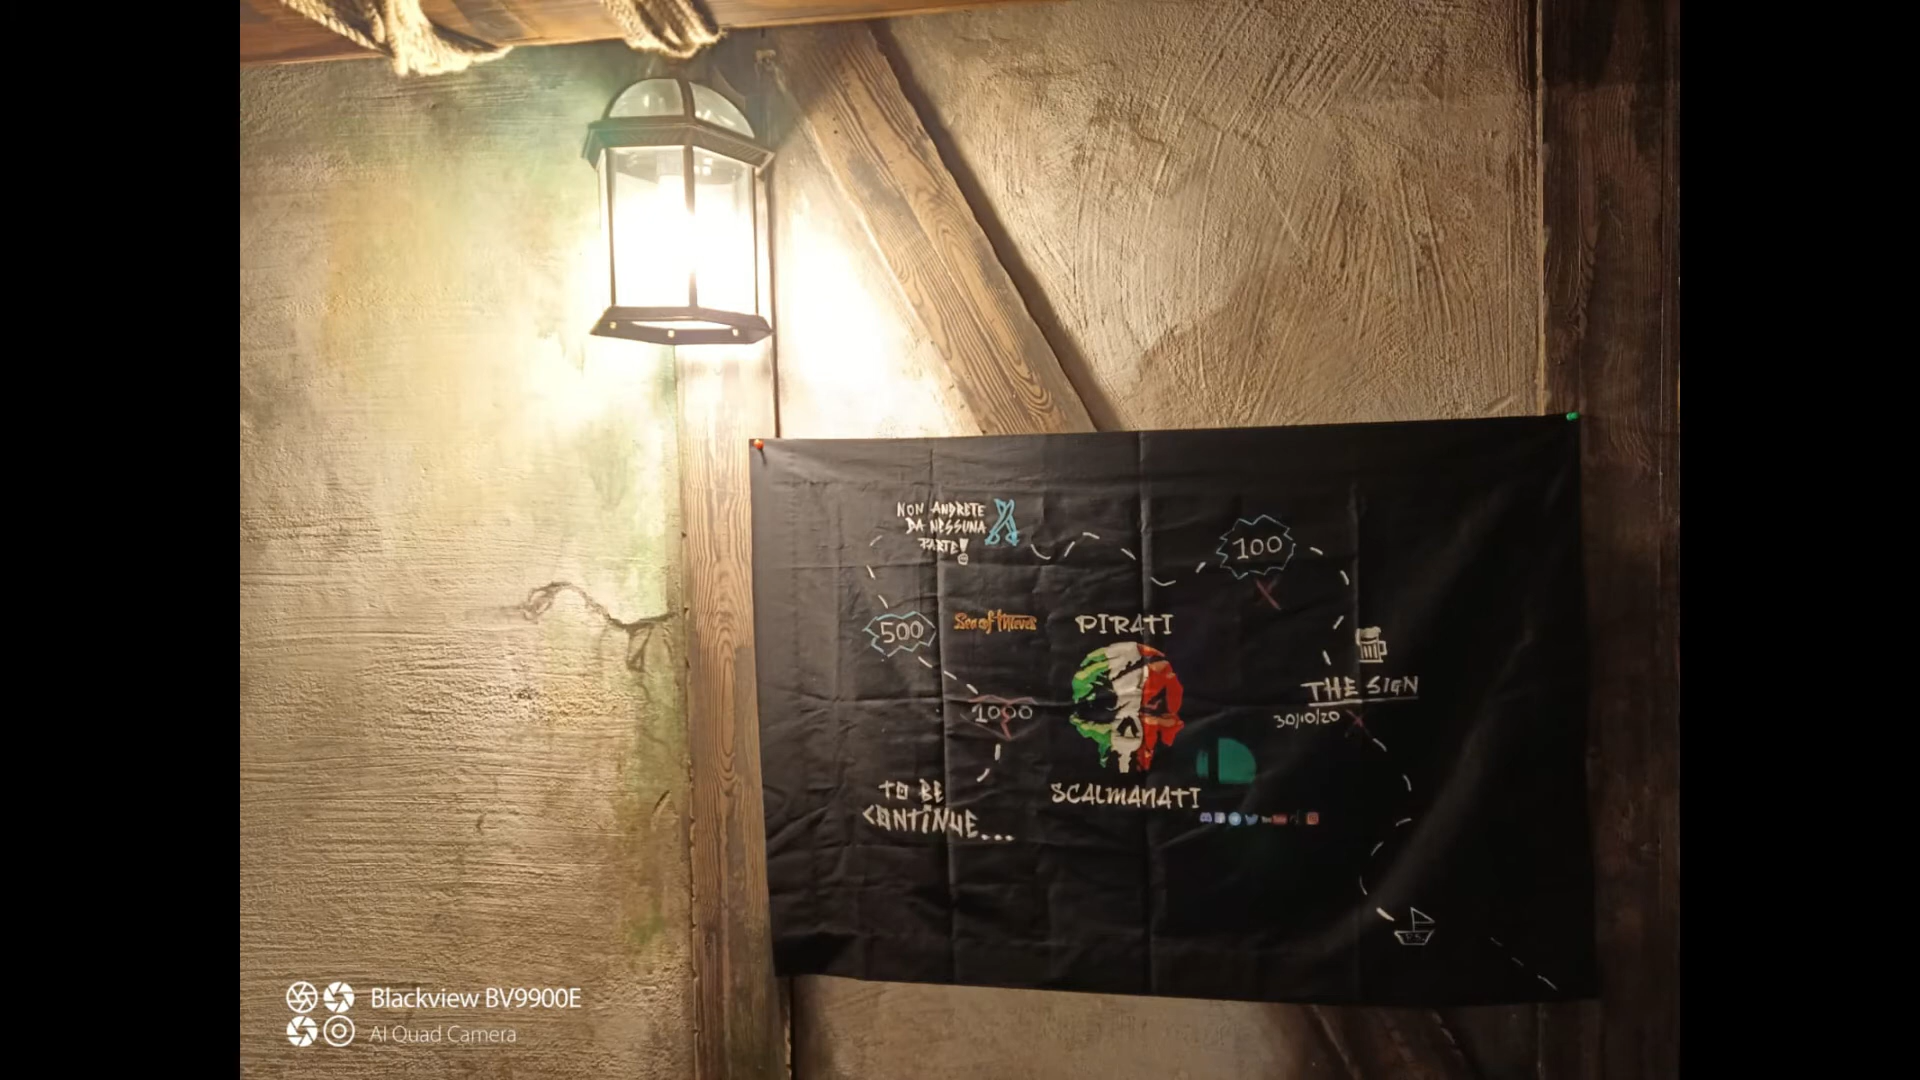 NON ANDRETE
DA NESSUNA
PARTE!
100
500
Sea of Thieves
PIRATI
THE SIGN
30/10/20
1000
SCALMANATI
TO BE
CONTINUE...
YouTube
P.S.
Blackview BV9900E
AI Quad Camera